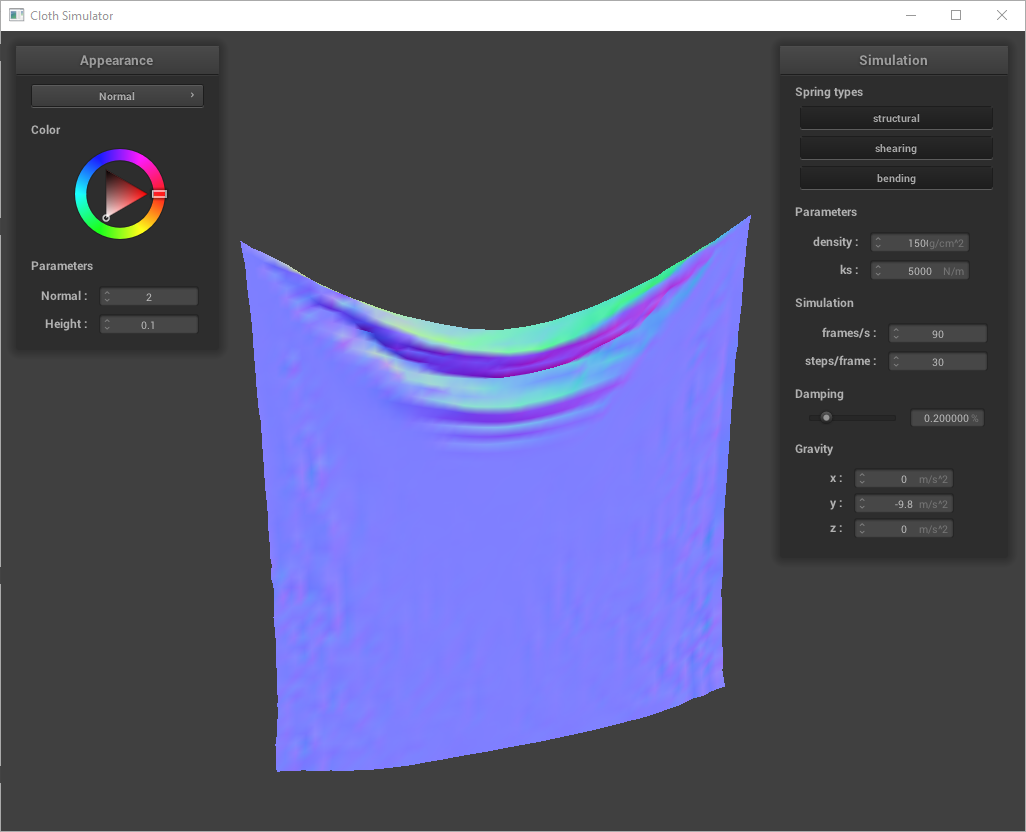 Cloth Simulator
Appearance
Normal
Color
Parameters
Normal : 2
Height : 0.1
Simulation
Spring types
structural
shearing
bending
Parameters
density : 150 g/cm^2
ks : 5000 N/m
Simulation
frames/s : 90
steps/frame : 30
Damping
0.200000 %
Gravity
x : 0 m/s^2
y : -9.8 m/s^2
z : 0 m/s^2